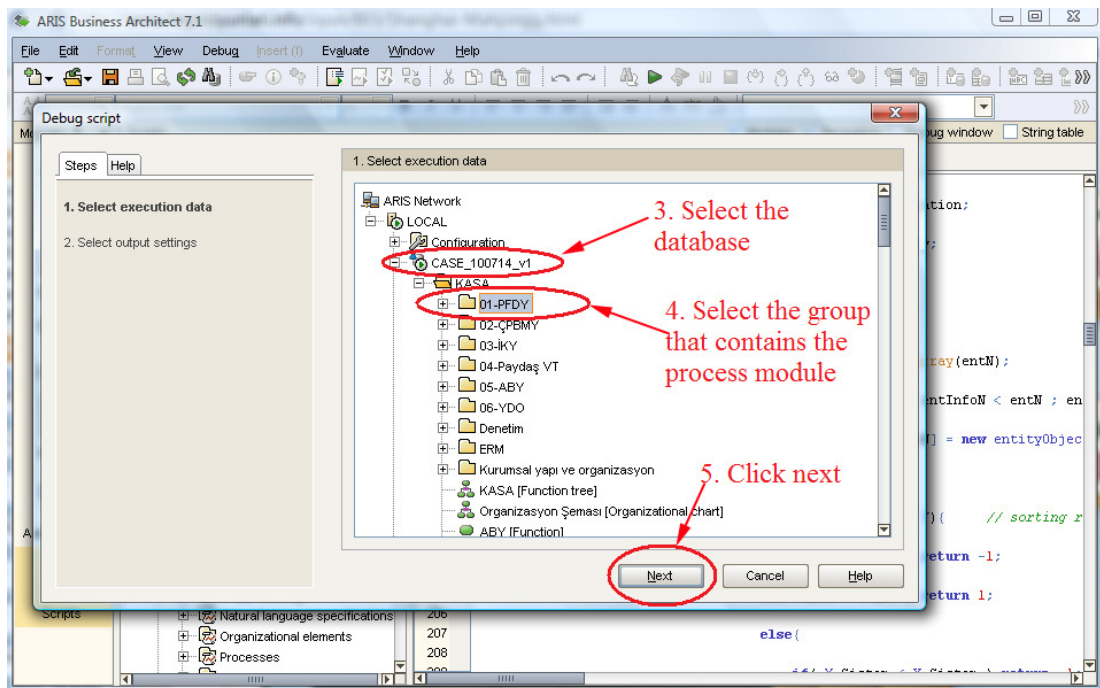 ARIS Business Architect 7.1
File Edit Format View Debug Insert (I) Evaluate Window Help
Debug script
ug window String table
Steps Help
1. Select execution data
2. Select output settings
1. Select execution data
ARIS Network
LOCAL
Configuration
CASE_100714_v1
KASA
01-PFDY
02-ÇPBMY
03-İKY
04-Paydaş VT
05-ABY
06-YDO
Denetim
ERM
Kurumsal yapı ve organizasyon
KASA [Function tree]
Organizasyon Şeması [Organizational chart]
ABY [Function]
3. Select the
database
4. Select the group
that contains the
process module
5. Click next
Next Cancel Help
tion;
ray(entN);
entInfoN < entN ; en
] = new entityObjec
){ // sorting r
eturn -1;
eturn 1;
Scripts
Natural language specifications
Organizational elements
Processes
206
207
208
else{